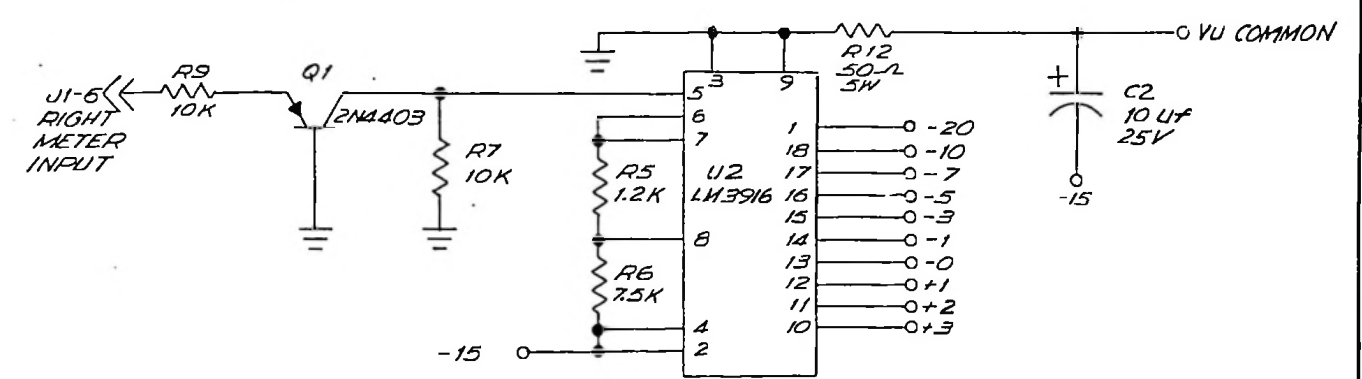 VU COMMON
R12
50Ω
5W
C2
10 uf
25V
-15
+
J1-6
RIGHT
METER
INPUT
R9
10K
Q1
2N4403
R7
10K
R5
1.2K
R6
7.5K
-15
U2
LM3916
3
9
5
6
7
8
4
2
1 -20
18 -10
17 -7
16 -5
15 -3
14 -1
13 -0
12 +1
11 +2
10 +3